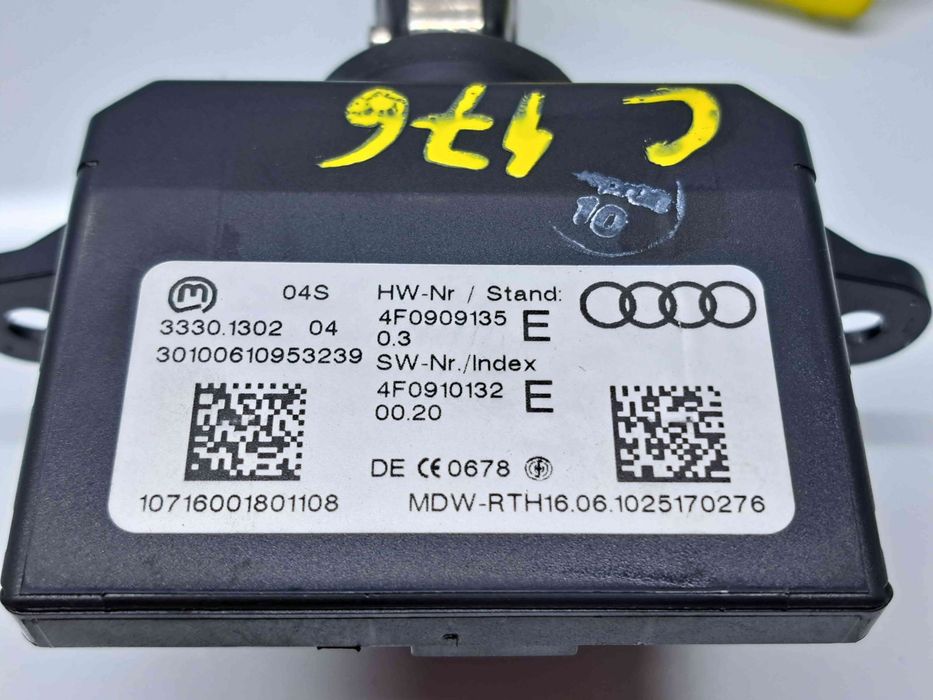 C 176
10
04S
3330.1302 04
30100610953239
HW-Nr / Stand:
4F0909135 E
0.3
SW-Nr./Index
4F0910132 E
00.20
DE CE 0678
10716001801108
MDW-RTH16.06.1025170276